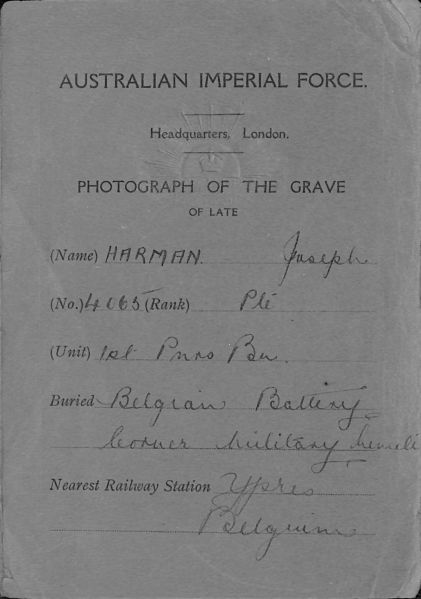 AUSTRALIAN IMPERIAL FORCE.
Headquarters, London.
PHOTOGRAPH OF THE GRAVE
OF LATE
(Name) HARMAN. Joseph
(No.) 4065 (Rank) Pte
(Unit) 1st Pnrs Bn.
Buried Belgian Battery
Corner Military
Nearest Railway Station Ypres
Belgium